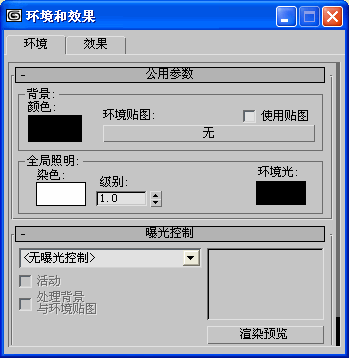 环境和效果
环境 效果
- 公用参数
背景:
颜色: 环境贴图: 使用贴图
无
全局照明:
染色: 级别: 环境光:
1.0
- 曝光控制
<无曝光控制>
活动
处理背景
与环境贴图
渲染预览